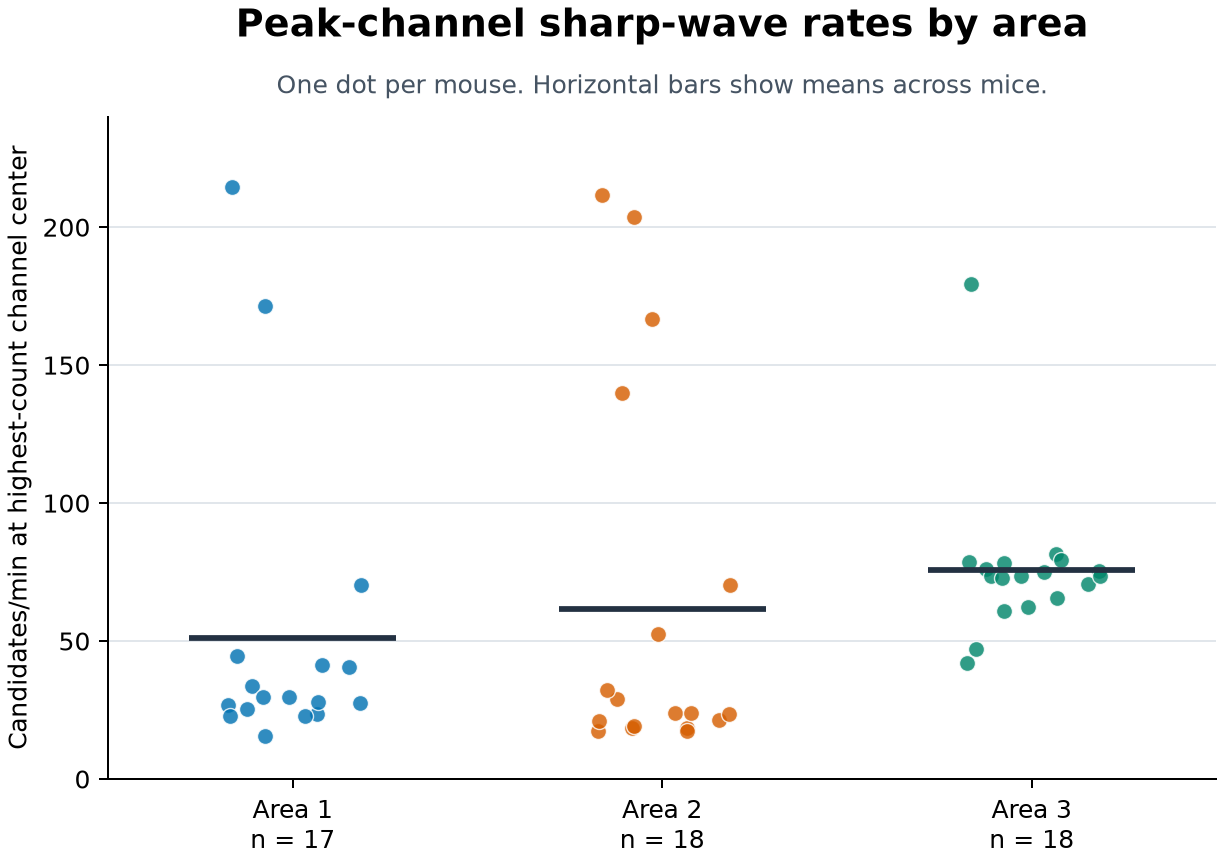 Peak-channel sharp-wave rates by area
One dot per mouse. Horizontal bars show means across mice.
Candidates/min at highest-count channel center
200
150
100
50
0
Area 1
n = 17
Area 2
n = 18
Area 3
n = 18